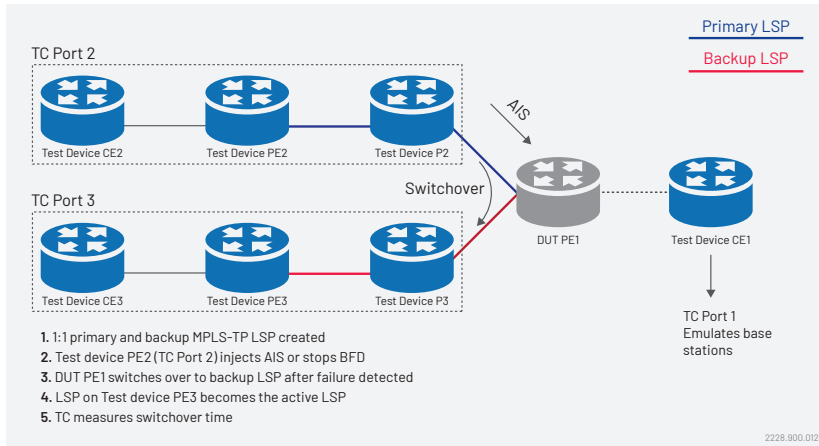 Primary LSP
Backup LSP
TC Port 2
AIS
Test Device CE2
Test Device PE2
Test Device P2
Switchover
TC Port 3
DUT PE1
Test Device CE1
Test Device CE3
Test Device PE3
Test Device P3
TC Port 1
Emulates base
stations
1. 1:1 primary and backup MPLS-TP LSP created
2. Test device PE2 (TC Port 2) injects AIS or stops BFD
3. DUT PE1 switches over to backup LSP after failure detected
4. LSP on Test device PE3 becomes the active LSP
5. TC measures switchover time
2228.900.012